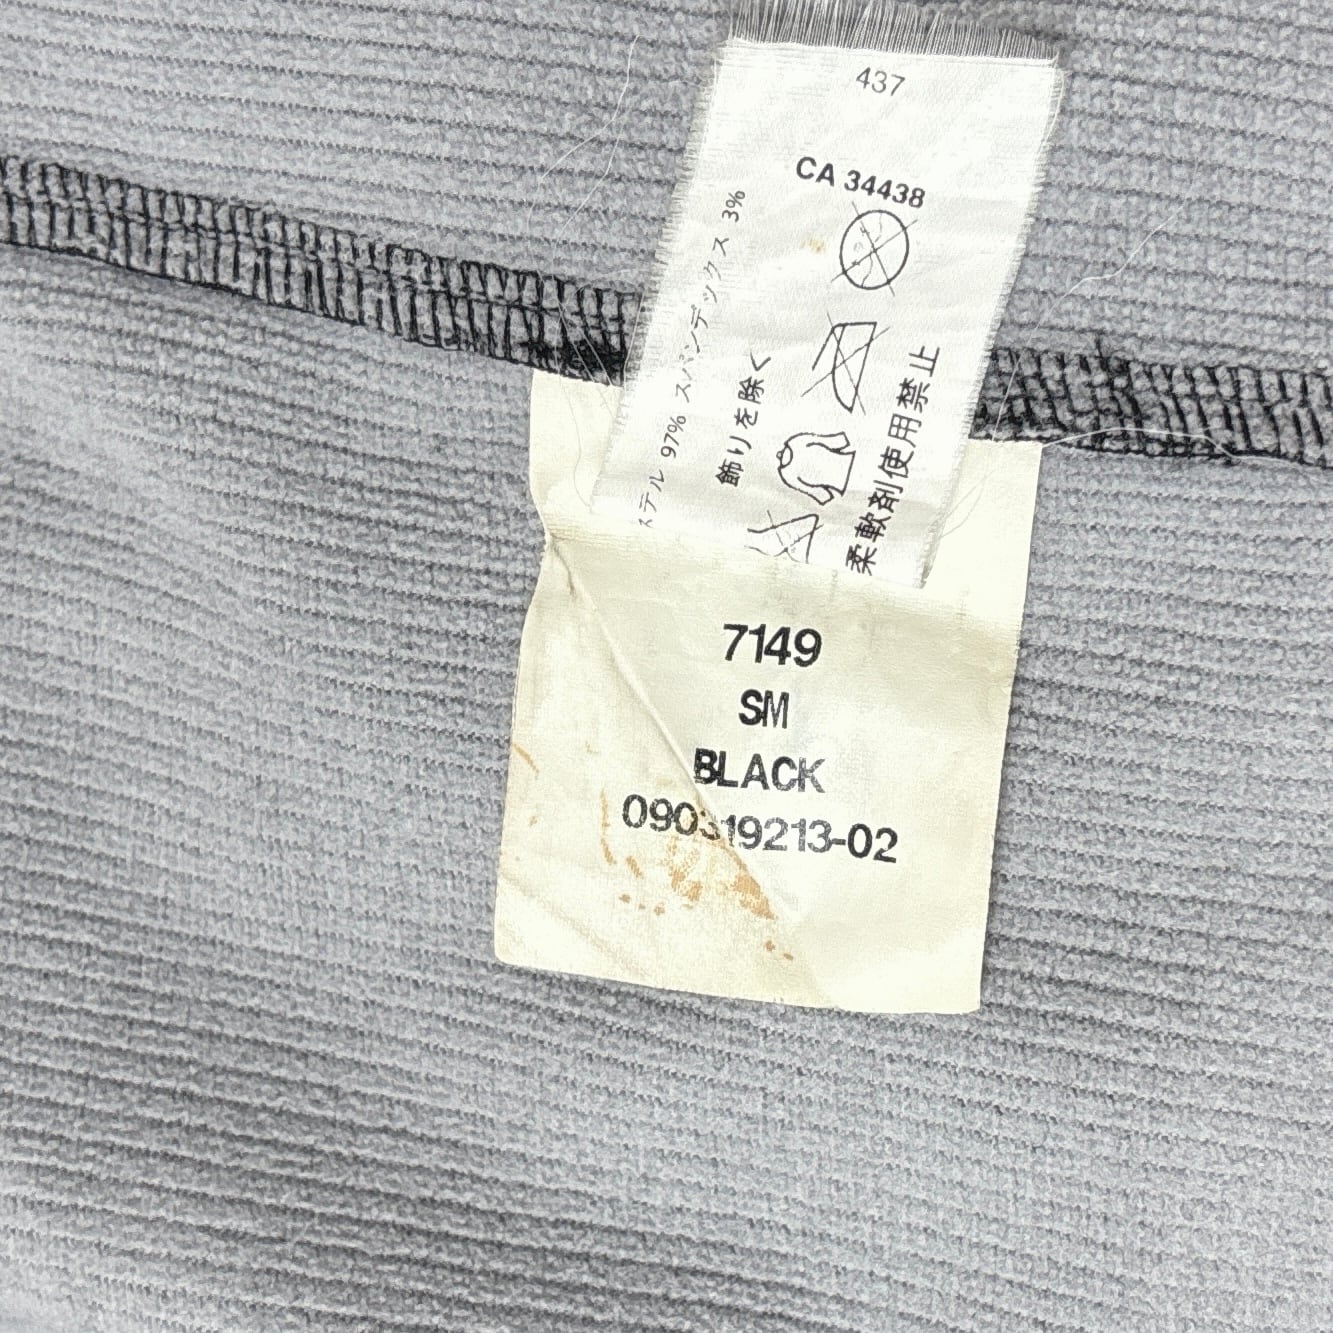 437
CA 34438
ステル 97% スパンデックス 3%
飾りを除く
柔軟剤使用禁止
7149
SM
BLACK
090319213-02